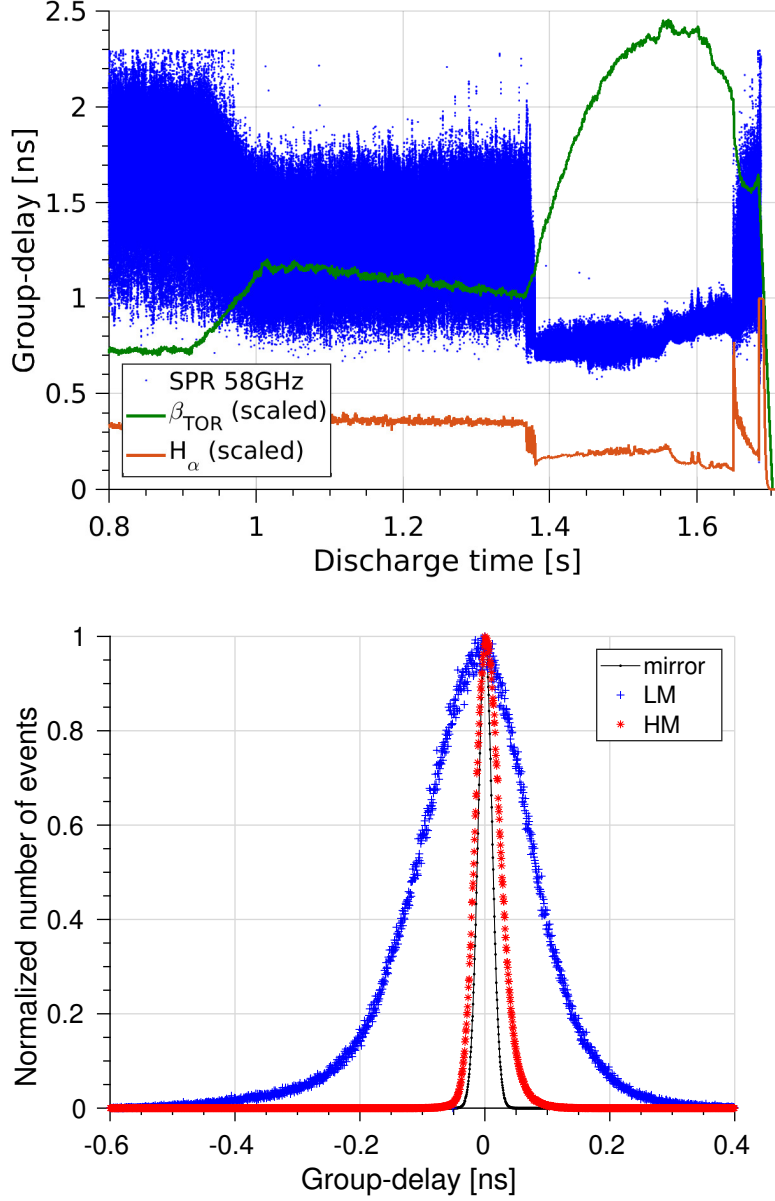 2.5
2
1.5
1
0.5
0
Group-delay [ns]
SPR 58GHz
β_TOR (scaled)
H_α (scaled)
0.8 1 1.2 1.4 1.6
Discharge time [s]
1
0.8
0.6
0.4
0.2
0
Normalized number of events
mirror
LM
HM
-0.6 -0.4 -0.2 0 0.2 0.4
Group-delay [ns]